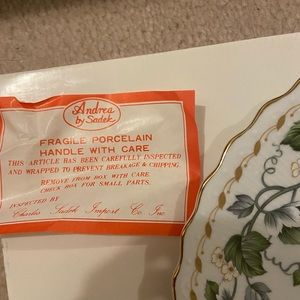 Andrea
by Sadek
FRAGILE PORCELAIN
HANDLE WITH CARE
THIS ARTICLE HAS BEEN CAREFULLY INSPECTED
AND WRAPPED TO PREVENT BREAKAGE & CHIPPING.
REMOVE FROM BOX WITH CARE.
CHECK BOX FOR SMALL PARTS.
INSPECTED BY
Charles Sadek Import Co. Inc.